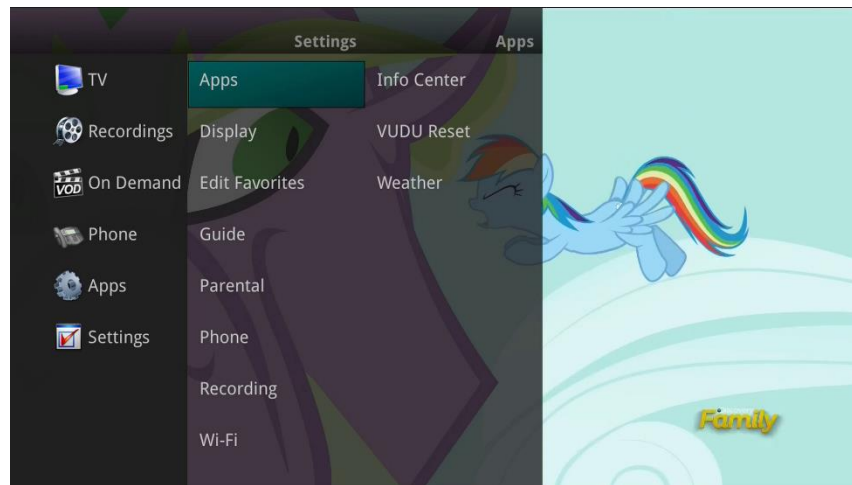 Settings
Apps
TV
Recordings
VOD
On Demand
Phone
Apps
Settings
Apps
Display
Edit Favorites
Guide
Parental
Phone
Recording
Wi-Fi
Info Center
VUDU Reset
Weather
Family